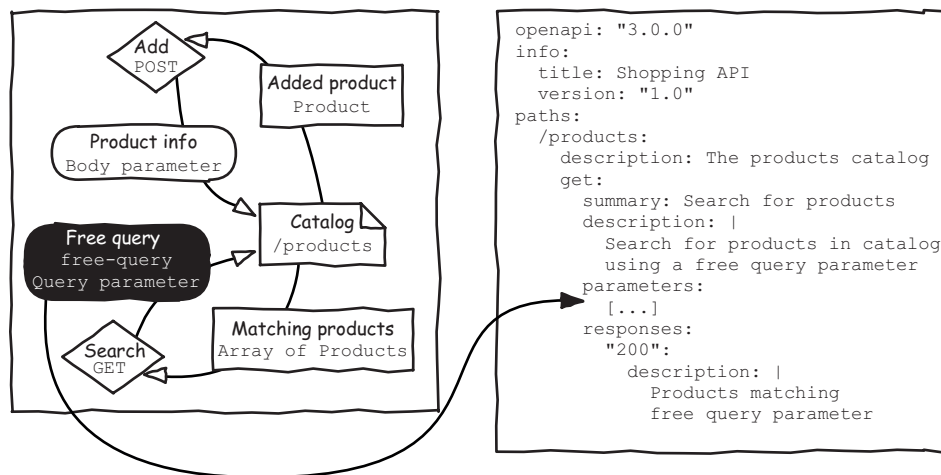 Add
POST
Added product
Product
Product info
Body parameter
Catalog
/products
Free query
free-query
Query parameter
Matching products
Array of Products
Search
GET
openapi: "3.0.0"
info:
  title: Shopping API
  version: "1.0"
paths:
  /products:
    description: The products catalog
    get:
      summary: Search for products
      description: |
        Search for products in catalog
        using a free query parameter
      parameters:
        [...]
      responses:
        "200":
          description: |
            Products matching
            free query parameter